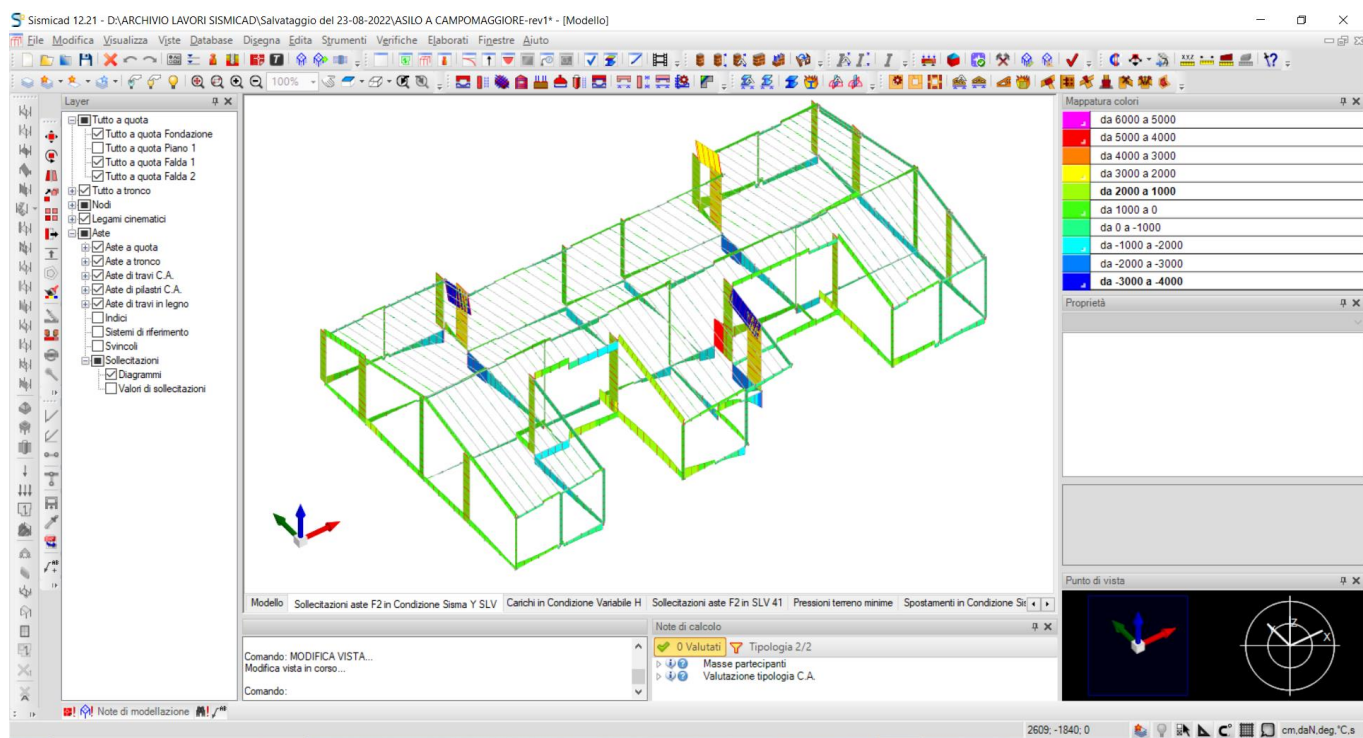 Sismicad 12.21 - D:\ARCHIVIO LAVORI SISMICAD\Salvataggio del 23-08-2022\ASILO A CAMPOMAGGIORE-rev1* - [Modello]
File Modifica Visualizza Viste Database Disegna Edita Strumenti Verifiche Elaborati Finestre Aiuto
100%
Layer
Tutto a quota
Tutto a quota Fondazione
Tutto a quota Piano 1
Tutto a quota Falda 1
Tutto a quota Falda 2
Tutto a tronco
Nodi
Legami cinematici
Aste
Aste a quota
Aste a tronco
Aste di travi C.A.
Aste di pilastri C.A.
Aste di travi in legno
Indici
Sistemi di riferimento
Svincoli
Sollecitazioni
Diagrammi
Valori di sollecitazioni
Mappatura colori
da 6000 a 5000
da 5000 a 4000
da 4000 a 3000
da 3000 a 2000
da 2000 a 1000
da 1000 a 0
da 0 a -1000
da -1000 a -2000
da -2000 a -3000
da -3000 a -4000
Proprietà
Punto di vista
Z
Y X
Modello Sollecitazioni aste F2 in Condizione Sisma Y SLV Carichi in Condizione Variabile H Sollecitazioni aste F2 in SLV 41 Pressioni terreno minime Spostamenti in Condizione Sis
Comando: MODIFICA VISTA...
Modifica vista in corso...
Comando:
Note di calcolo
0 Valutati Tipologia 2/2
Masse partecipanti
Valutazione tipologia C.A.
Note di modellazione
2609; -1840; 0
cm,daN,deg,°C,s